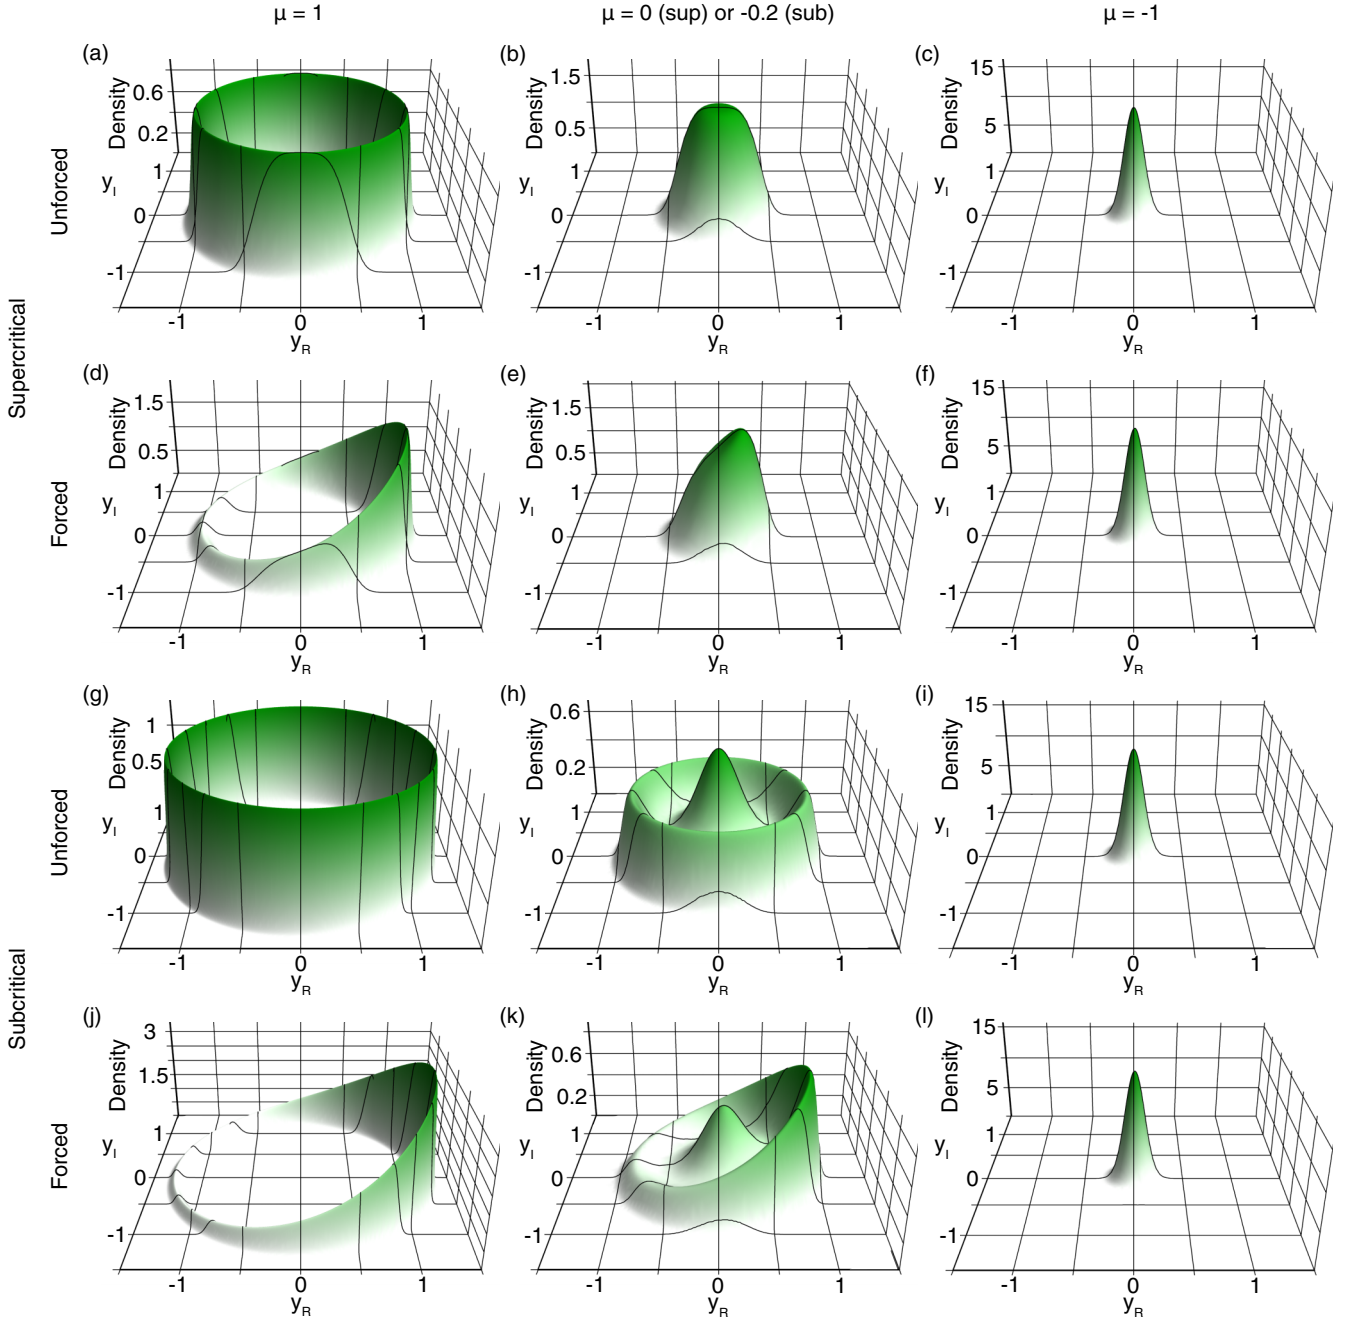 μ = 1
μ = 0 (sup) or -0.2 (sub)
μ = -1
Supercritical
Subcritical
Unforced
Forced
Unforced
Forced
(a)
Density
0.6
0.2
y_I
1
0
-1
-1
0
1
y_R
(b)
Density
1.5
0.5
y_I
1
0
-1
-1
0
1
y_R
(c)
Density
15
5
y_I
1
0
-1
-1
0
1
y_R
(d)
Density
1.5
0.5
y_I
1
0
-1
-1
0
1
y_R
(e)
Density
1.5
0.5
y_I
1
0
-1
-1
0
1
y_R
(f)
Density
15
5
y_I
1
0
-1
-1
0
1
y_R
(g)
Density
1
0.5
y_I
1
0
-1
-1
0
1
y_R
(h)
Density
0.6
0.2
y_I
1
0
-1
-1
0
1
y_R
(i)
Density
15
5
y_I
1
0
-1
-1
0
1
y_R
(j)
Density
3
1.5
y_I
1
0
-1
-1
0
1
y_R
(k)
Density
0.6
0.2
y_I
1
0
-1
-1
0
1
y_R
(l)
Density
15
5
y_I
1
0
-1
-1
0
1
y_R